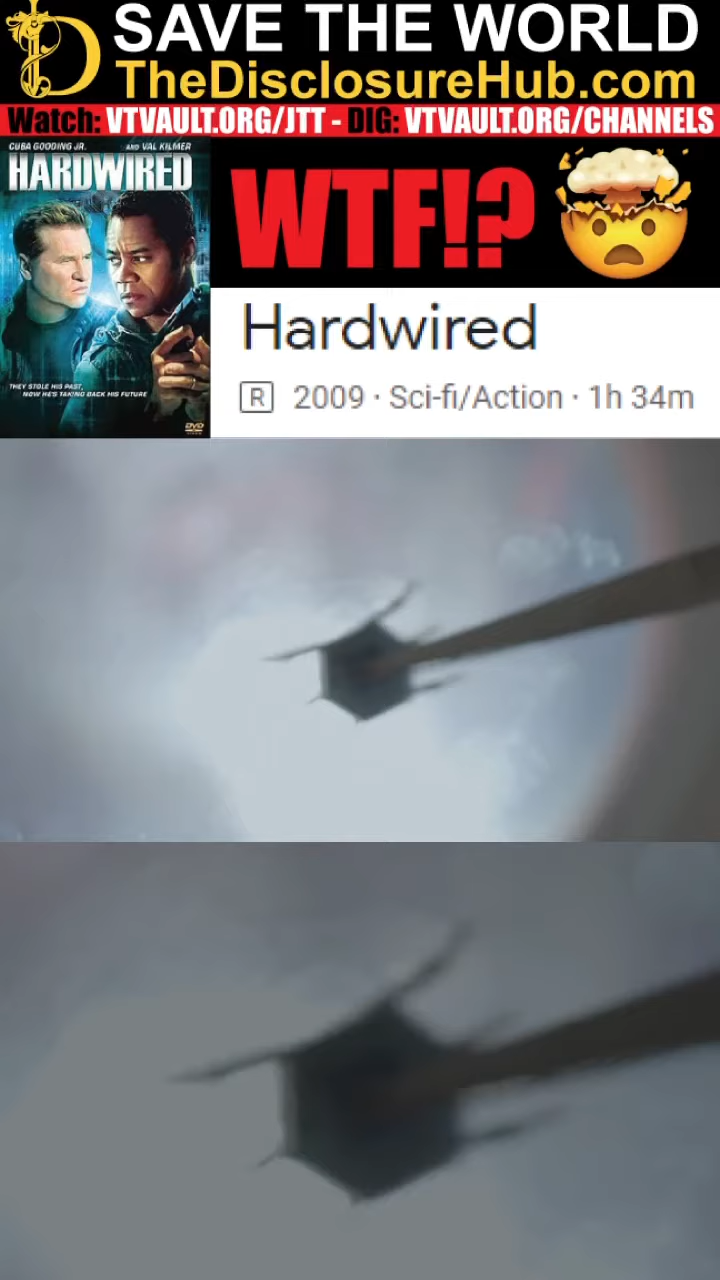 SAVE THE WORLD
TheDisclosureHub.com
Watch: VTVAULT.ORG/JTT - DIG: VTVAULT.ORG/CHANNELS
CUBA GOODING JR. AND VAL KILMER
HARDWIRED
THEY STOLE HIS PAST,
NOW HE'S TAKING BACK HIS FUTURE
DVD
WTF!?
Hardwired
R 2009 · Sci-fi/Action · 1h 34m